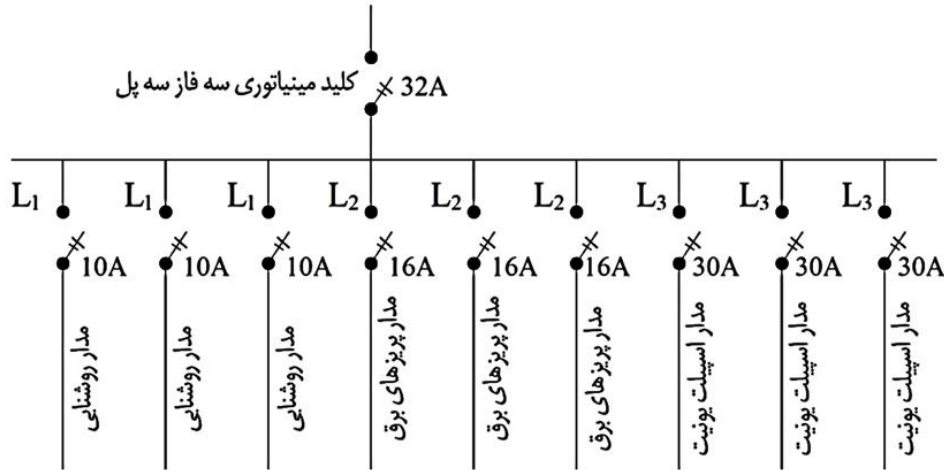 کلید مینیاتوری سه فاز سه پل
32A
L1 L1 L1 L2 L2 L2 L3 L3 L3
10A 10A 10A 16A 16A 16A 30A 30A 30A
مدار روشنایی
مدار روشنایی
مدار روشنایی
مدار پریزهای برق
مدار پریزهای برق
مدار پریزهای برق
مدار اسپیلت یونیت
مدار اسپیلت یونیت
مدار اسپیلت یونیت